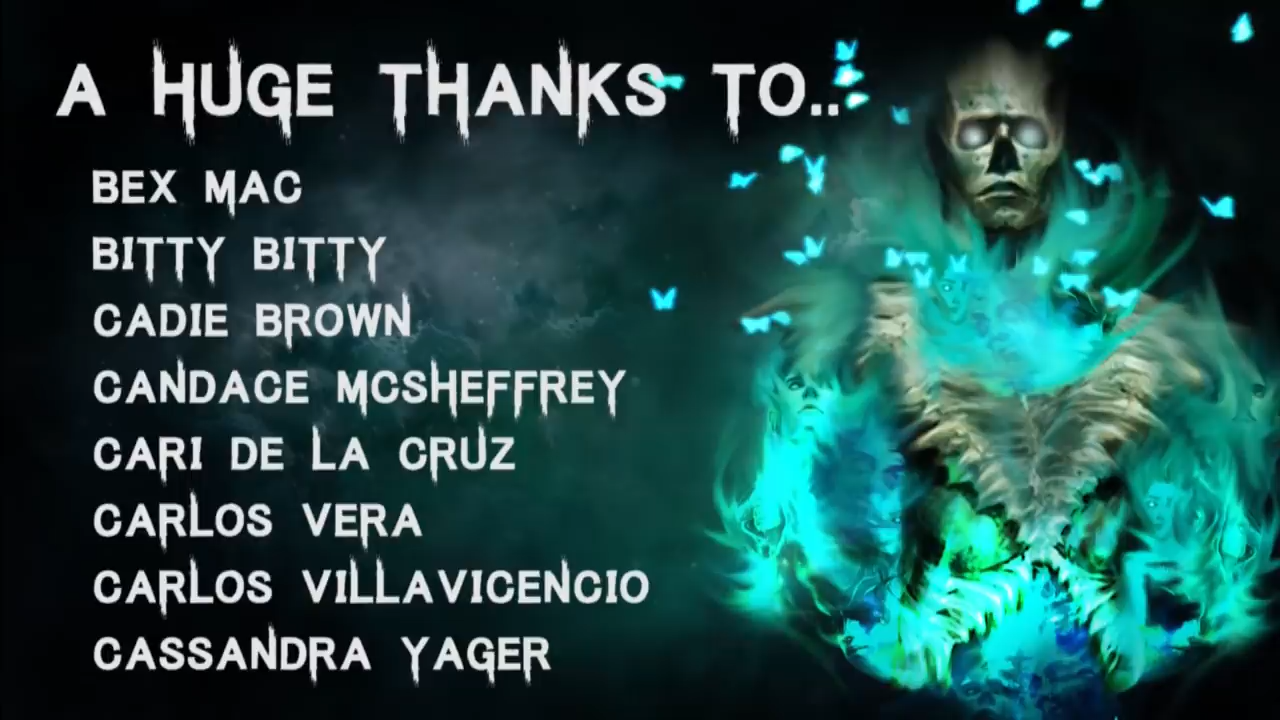 A HUGE THANKS TO..
BEX MAC
BITTY BITTY
CADIE BROWN
CANDACE MCSHEFFREY
CARI DE LA CRUZ
CARLOS VERA
CARLOS VILLAVICENCIO
CASSANDRA YAGER